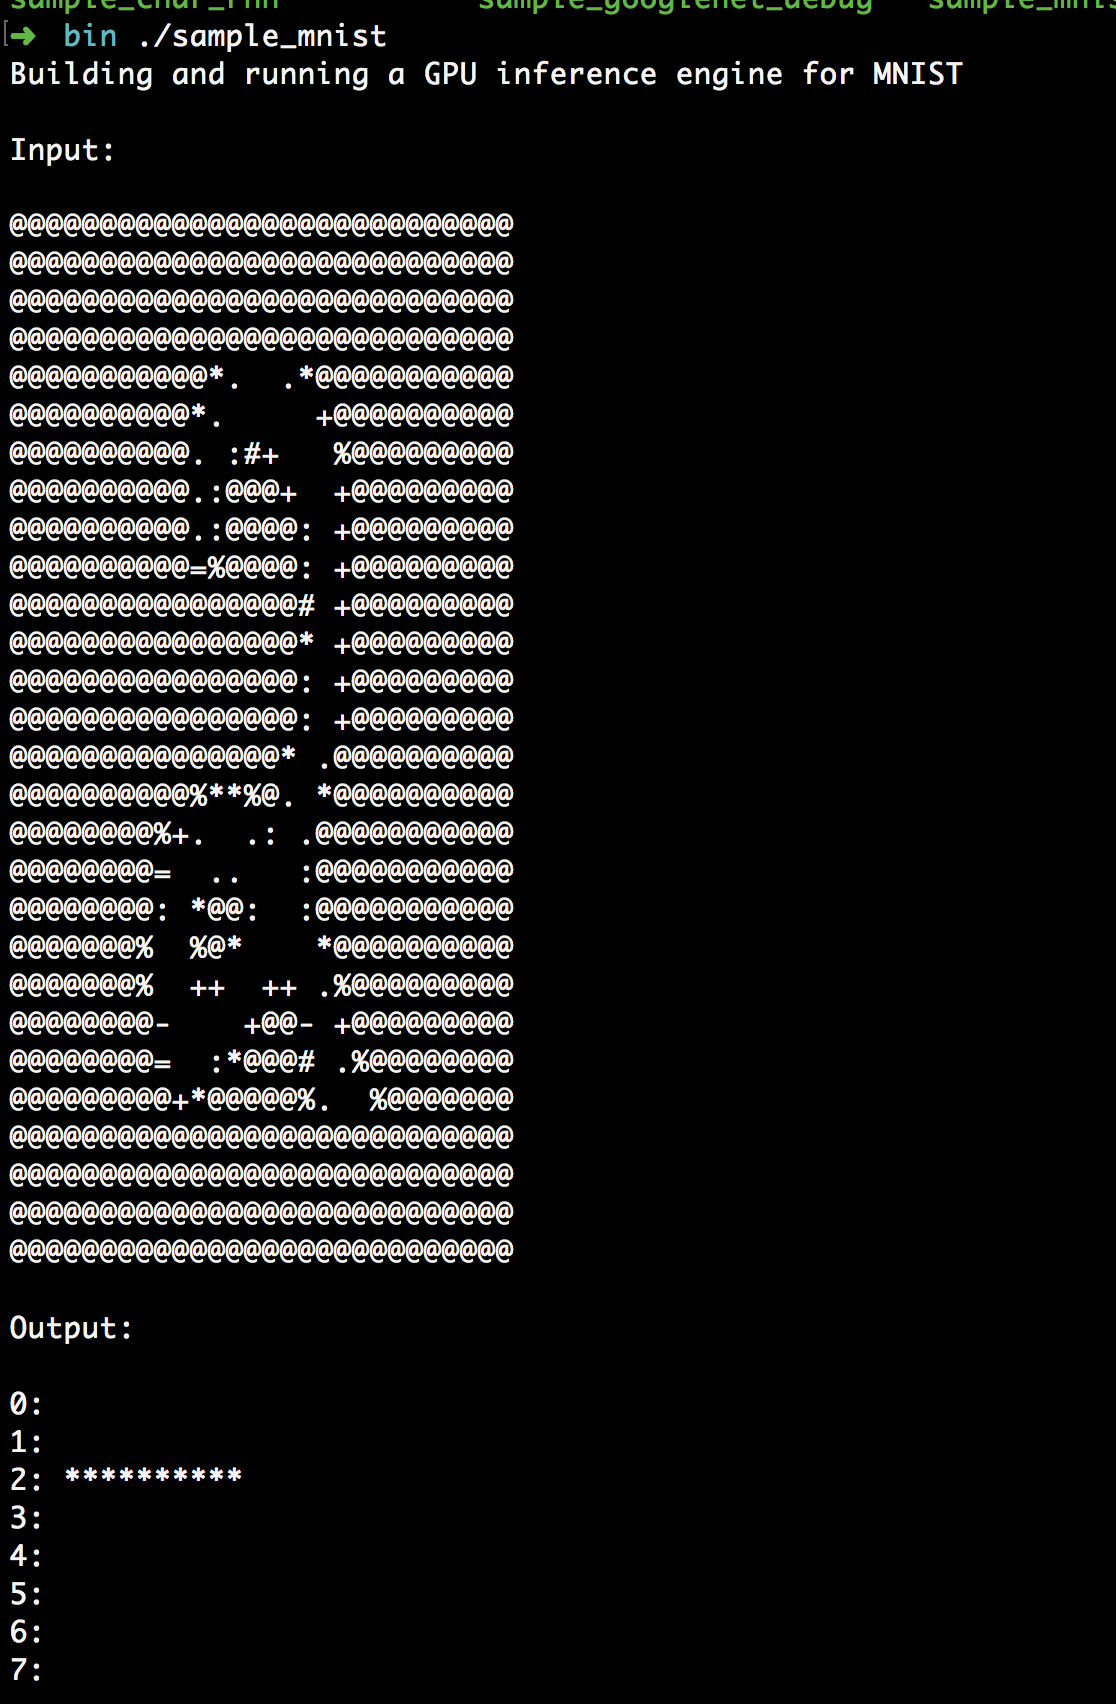 sample_char_rnn sample_googlenet_debug
➜ bin ./sample_mnist
Building and running a GPU inference engine for MNIST
Input:
@@@@@@@@@@@@@@@@@@@@@@@@@@@@
@@@@@@@@@@@@@@@@@@@@@@@@@@@@
@@@@@@@@@@@@@@@@@@@@@@@@@@@@
@@@@@@@@@@@@@@@@@@@@@@@@@@@@
@@@@@@@@@@@*.  .*@@@@@@@@@@@
@@@@@@@@@@*.     +@@@@@@@@@@
@@@@@@@@@@. :#+   %@@@@@@@@@
@@@@@@@@@@.:@@@+  +@@@@@@@@@
@@@@@@@@@@.:@@@@: +@@@@@@@@@
@@@@@@@@@@=%@@@@: +@@@@@@@@@
@@@@@@@@@@@@@@@@# +@@@@@@@@@
@@@@@@@@@@@@@@@@* +@@@@@@@@@
@@@@@@@@@@@@@@@@: +@@@@@@@@@
@@@@@@@@@@@@@@@@: +@@@@@@@@@
@@@@@@@@@@@@@@@* .@@@@@@@@@@
@@@@@@@@@@%**%@. *@@@@@@@@@@
@@@@@@@@%+.  .: .@@@@@@@@@@@
@@@@@@@@=  ..   :@@@@@@@@@@@
@@@@@@@@: *@@:  :@@@@@@@@@@@
@@@@@@@%  %@*    *@@@@@@@@@@
@@@@@@@%  ++  ++ .%@@@@@@@@@
@@@@@@@@-    +@@- +@@@@@@@@@
@@@@@@@@=  :*@@@# .%@@@@@@@@
@@@@@@@@@+*@@@@@%.  %@@@@@@@
@@@@@@@@@@@@@@@@@@@@@@@@@@@@
@@@@@@@@@@@@@@@@@@@@@@@@@@@@
@@@@@@@@@@@@@@@@@@@@@@@@@@@@
@@@@@@@@@@@@@@@@@@@@@@@@@@@@
Output:
0:
1:
2: **********
3:
4:
5:
6:
7: